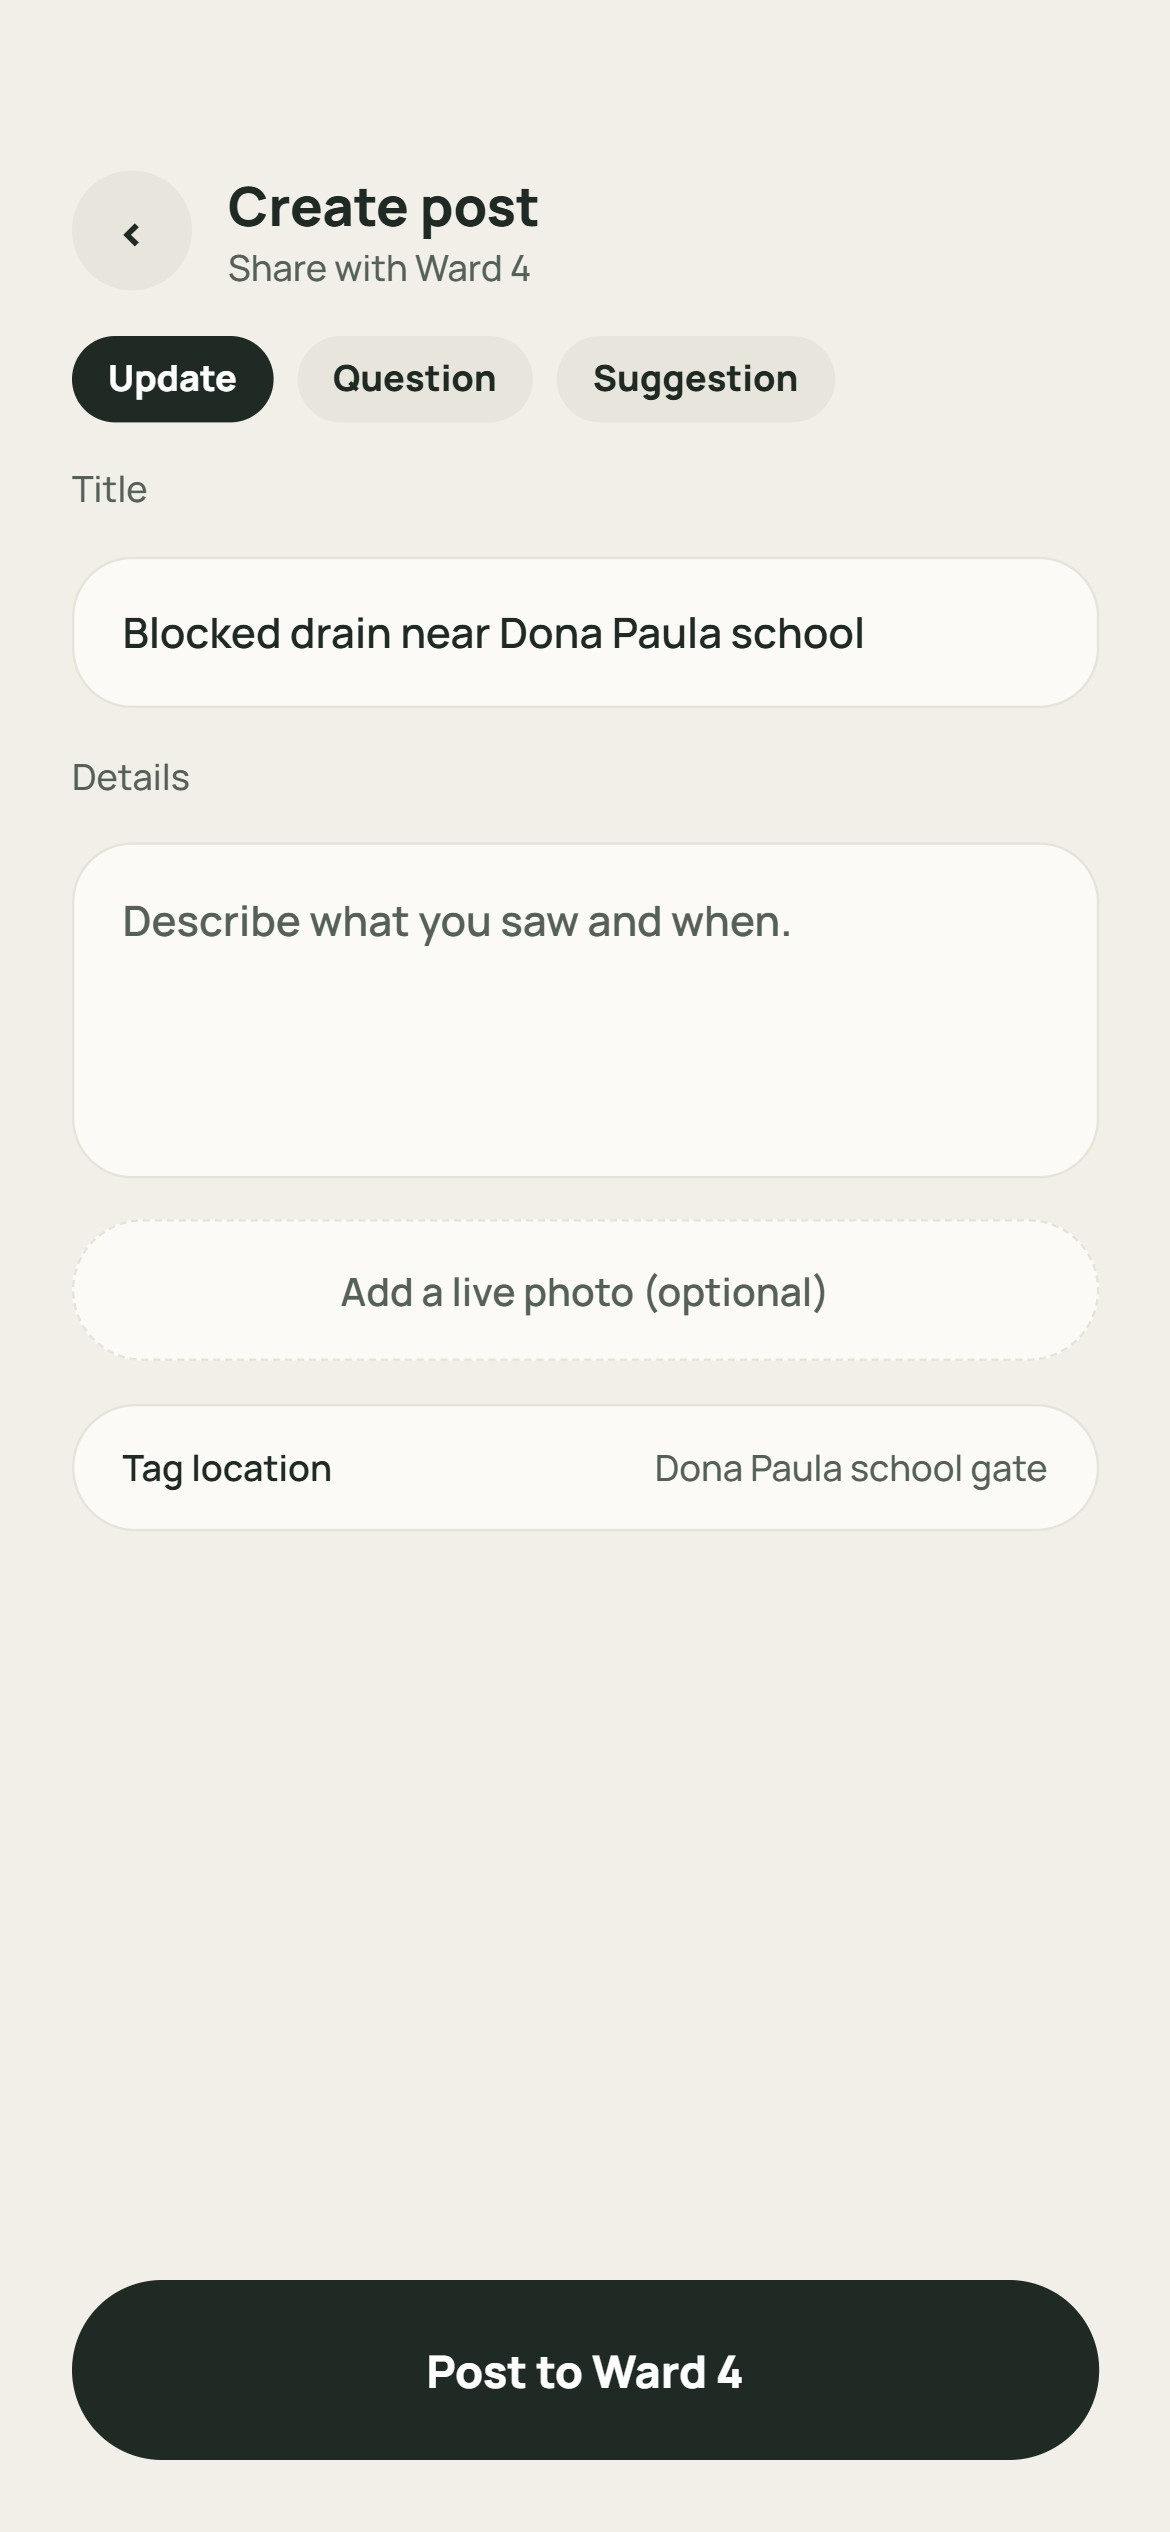 Create post
Share with Ward 4
Update Question Suggestion
Title
Blocked drain near Dona Paula school
Details
Describe what you saw and when.
Add a live photo (optional)
Tag location Dona Paula school gate
Post to Ward 4